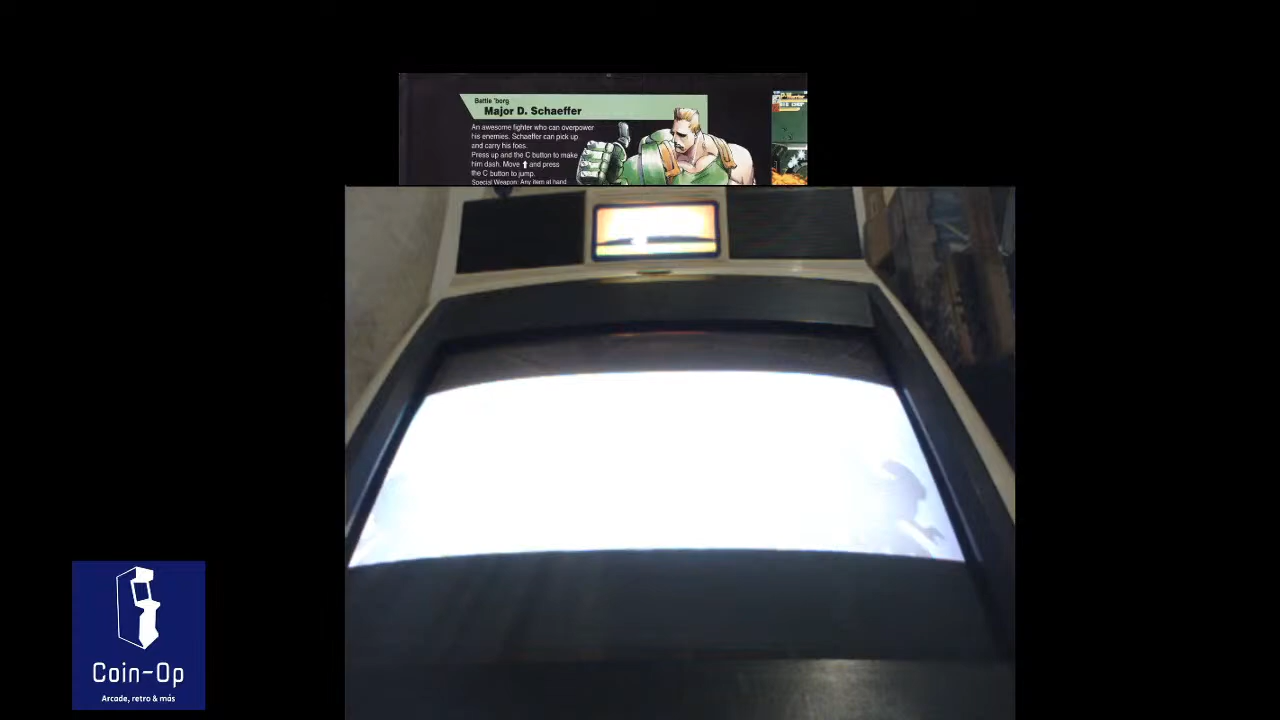 Battle 'borg
Major D. Schaeffer
An awesome fighter who can overpower
his enemies. Schaeffer can pick up
and carry his foes.
Press up and the C button to make
him dash. Move ⬆ and press
the C button to jump.
Special Weapon: Any item at hand
Coin-Op
Arcade, retro & más